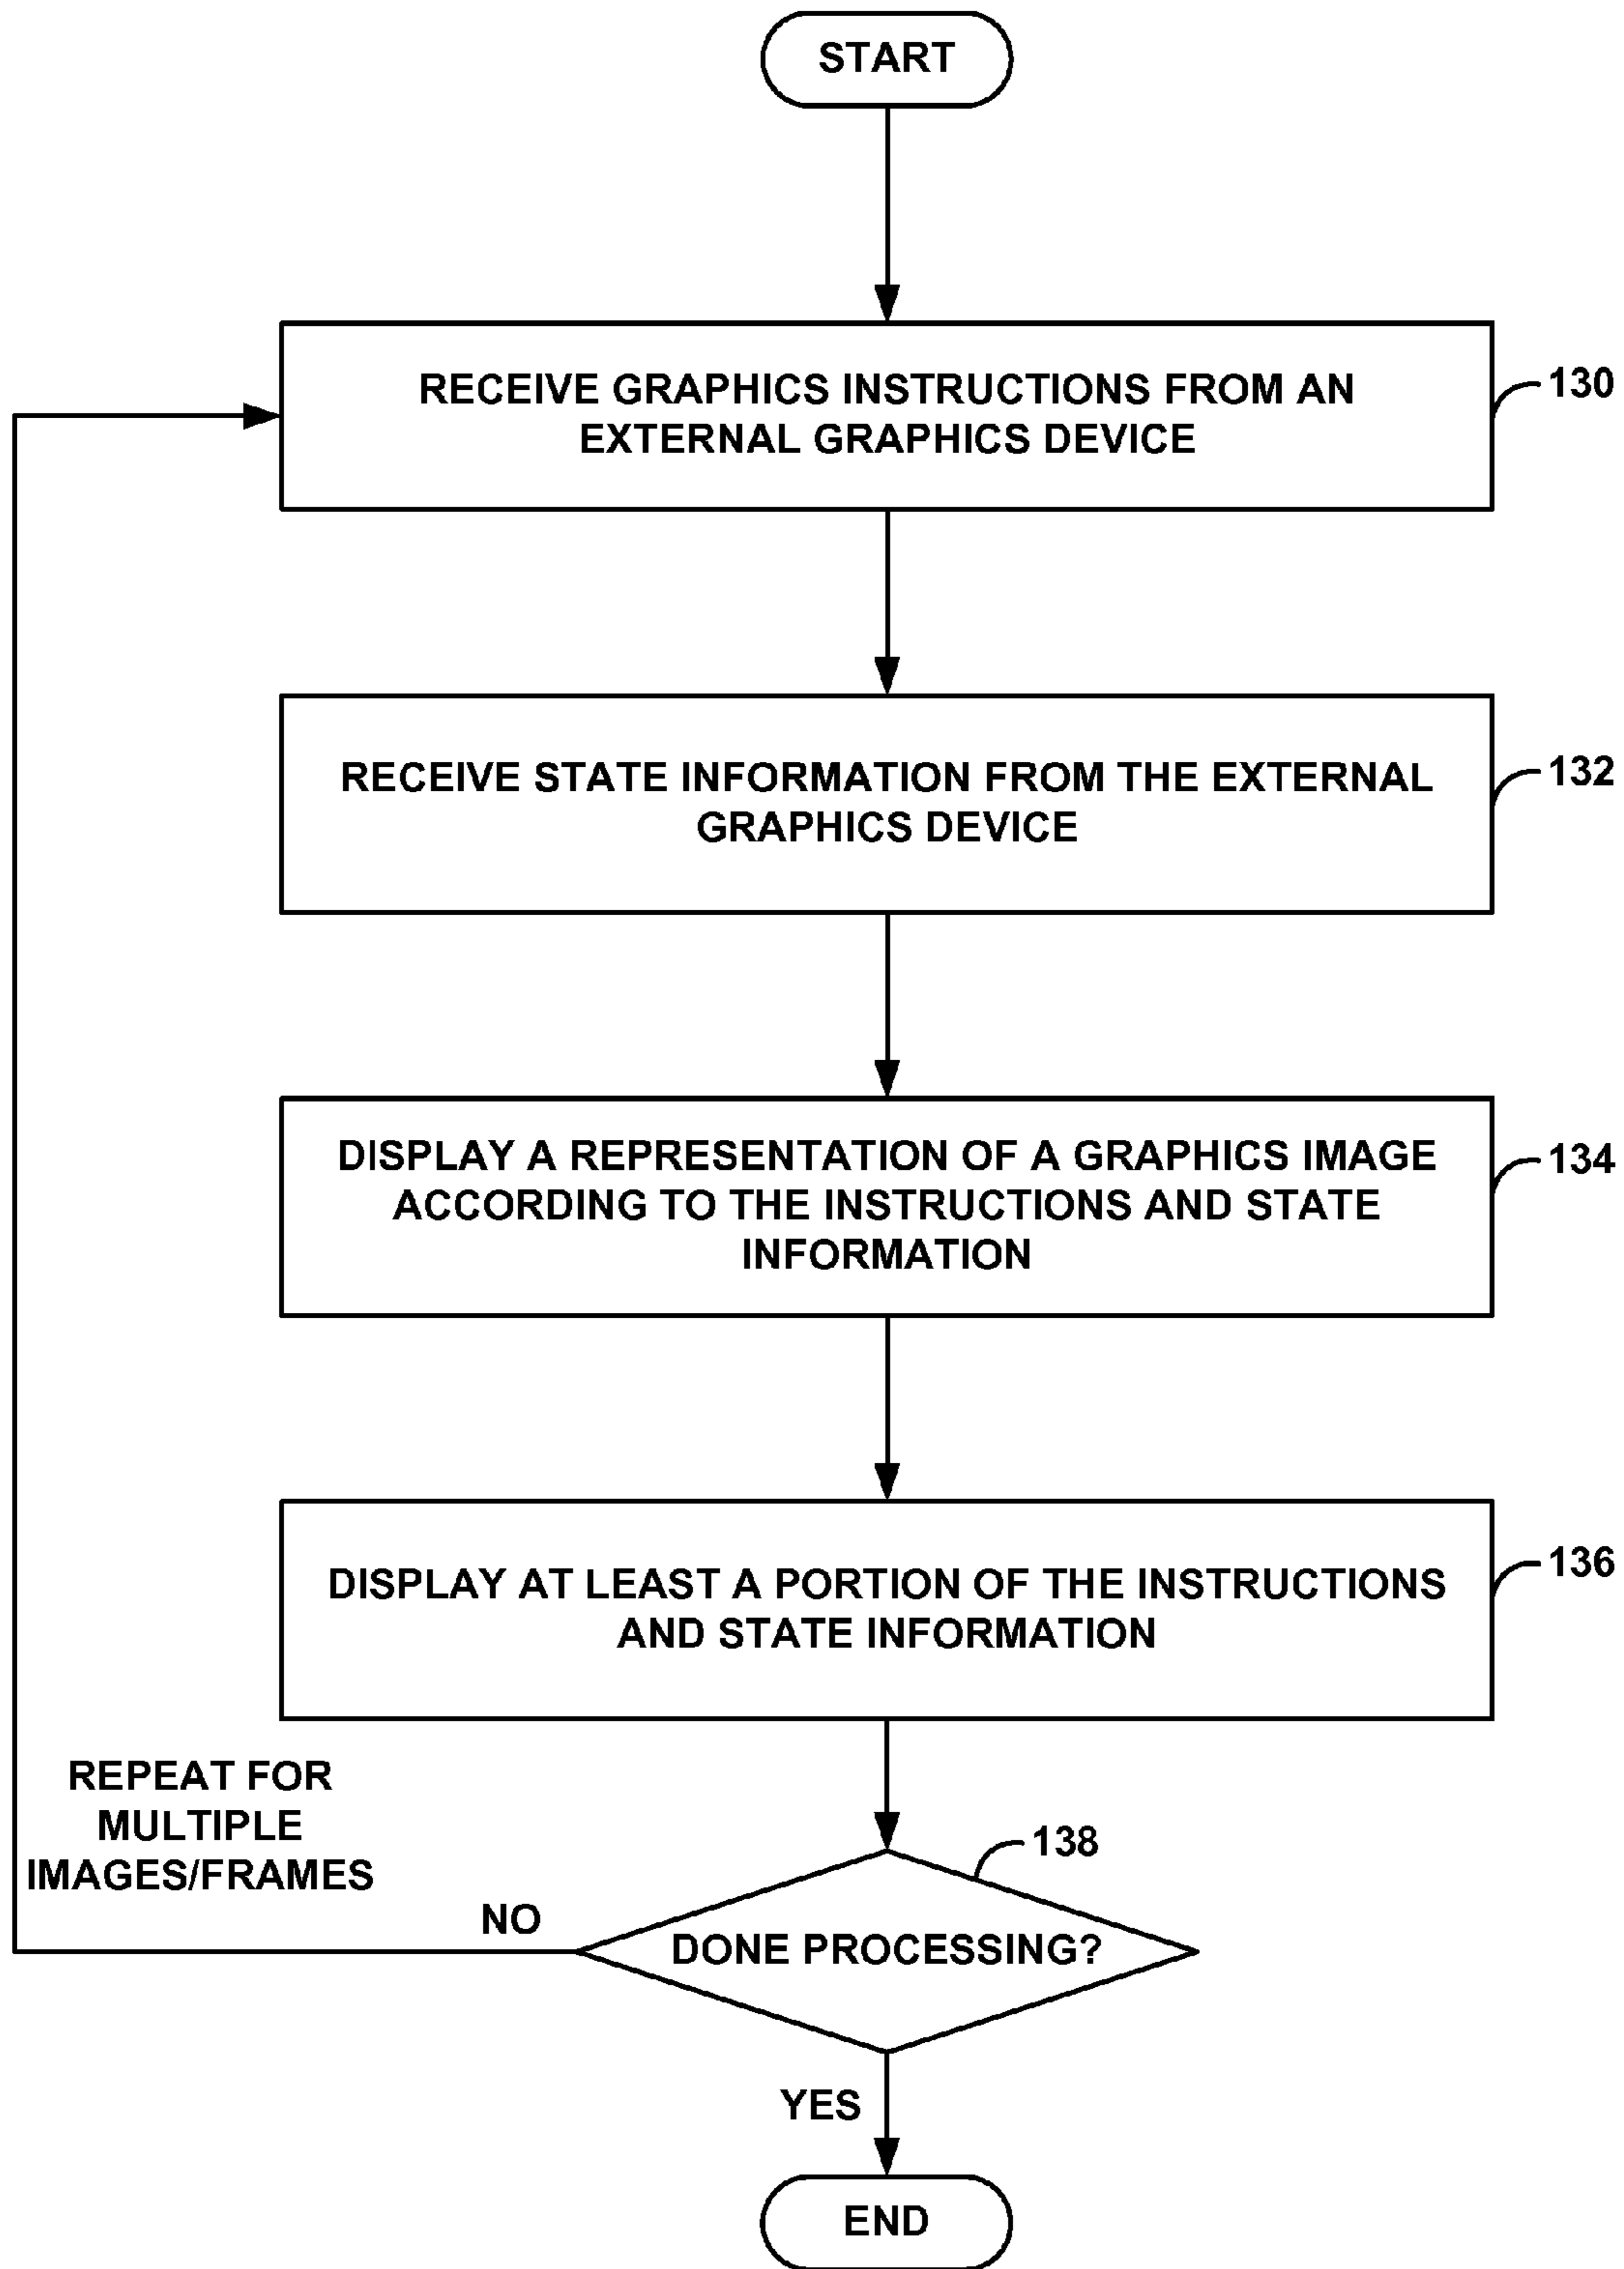 START
RECEIVE GRAPHICS INSTRUCTIONS FROM AN
EXTERNAL GRAPHICS DEVICE
130
RECEIVE STATE INFORMATION FROM THE EXTERNAL
GRAPHICS DEVICE
132
DISPLAY A REPRESENTATION OF A GRAPHICS IMAGE
ACCORDING TO THE INSTRUCTIONS AND STATE
INFORMATION
134
DISPLAY AT LEAST A PORTION OF THE INSTRUCTIONS
AND STATE INFORMATION
136
REPEAT FOR
MULTIPLE
IMAGES/FRAMES
138
NO
DONE PROCESSING?
YES
END